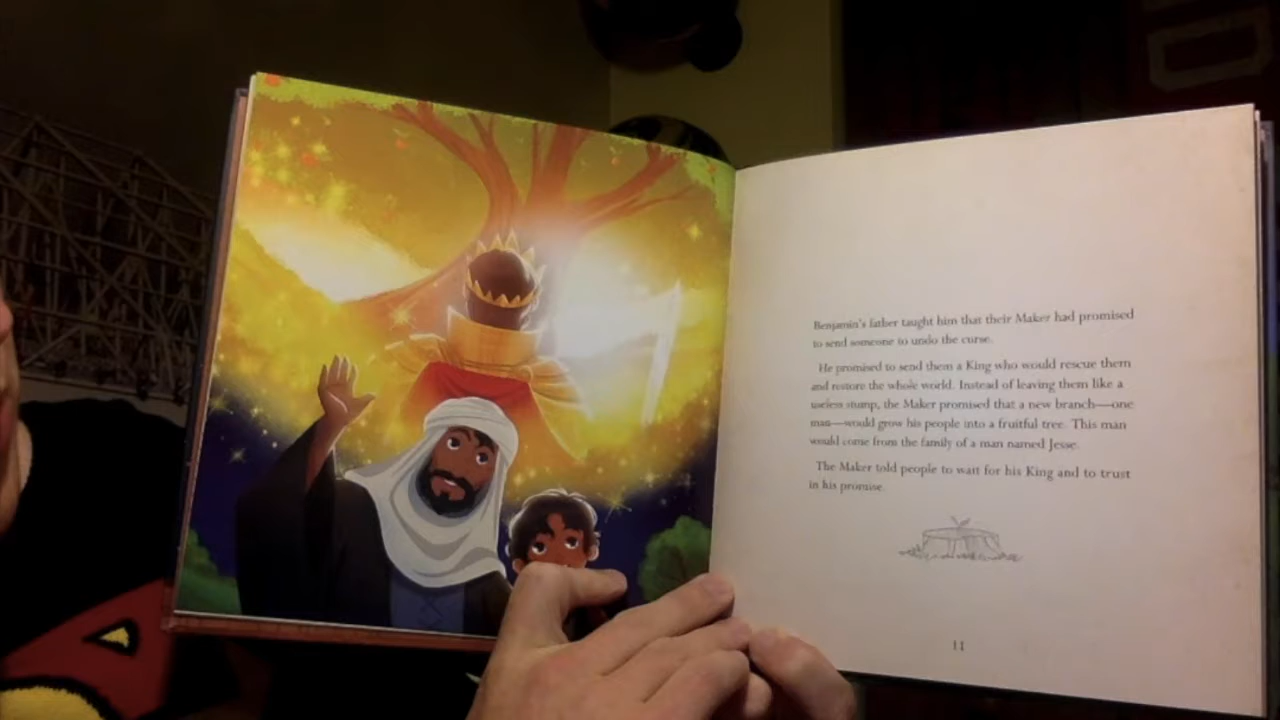 Benjamin's father taught him that their Maker had promised
to send someone to undo the curse.
He promised to send them a King who would rescue them
and restore the whole world. Instead of leaving them like a
useless stump, the Maker promised that a new branch—one
man—would grow his people into a fruitful tree. This man
would come from the family of a man named Jesse.
The Maker told people to wait for his King and to trust
in his promise.
11